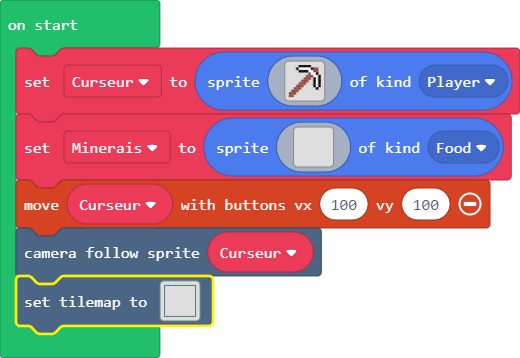 on start
set Curseur to sprite of kind Player
set Minerais to sprite of kind Food
move Curseur with buttons vx 100 vy 100
camera follow sprite Curseur
set tilemap to